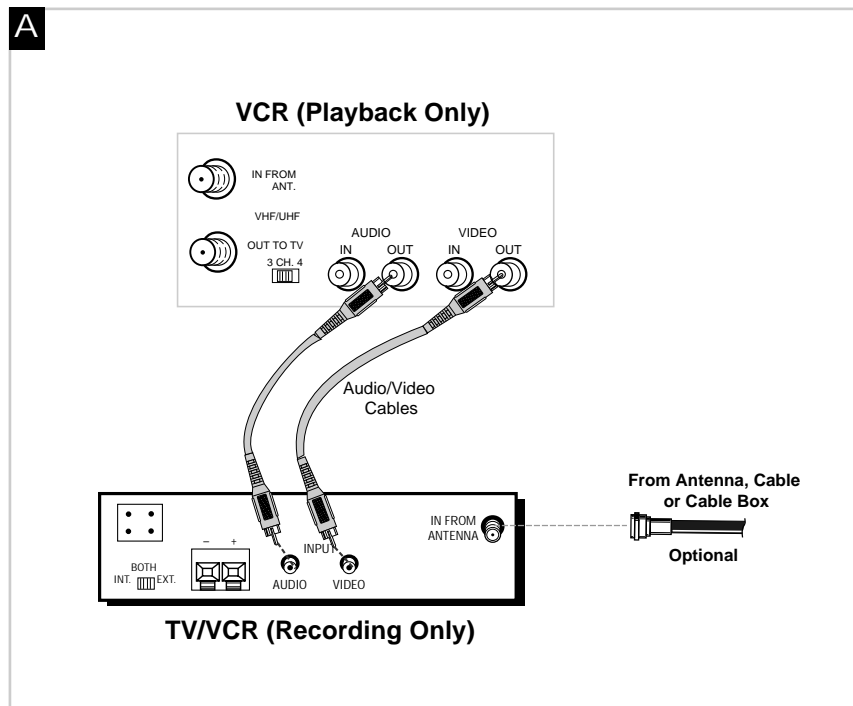 A
VCR (Playback Only)
IN FROM
ANT.
VHF/UHF
OUT TO TV
3 CH. 4
AUDIO
IN OUT
VIDEO
IN OUT
Audio/Video
Cables
From Antenna, Cable
or Cable Box
Optional
IN FROM
ANTENNA
– +
BOTH
INT. EXT.
INPUT
AUDIO VIDEO
TV/VCR (Recording Only)